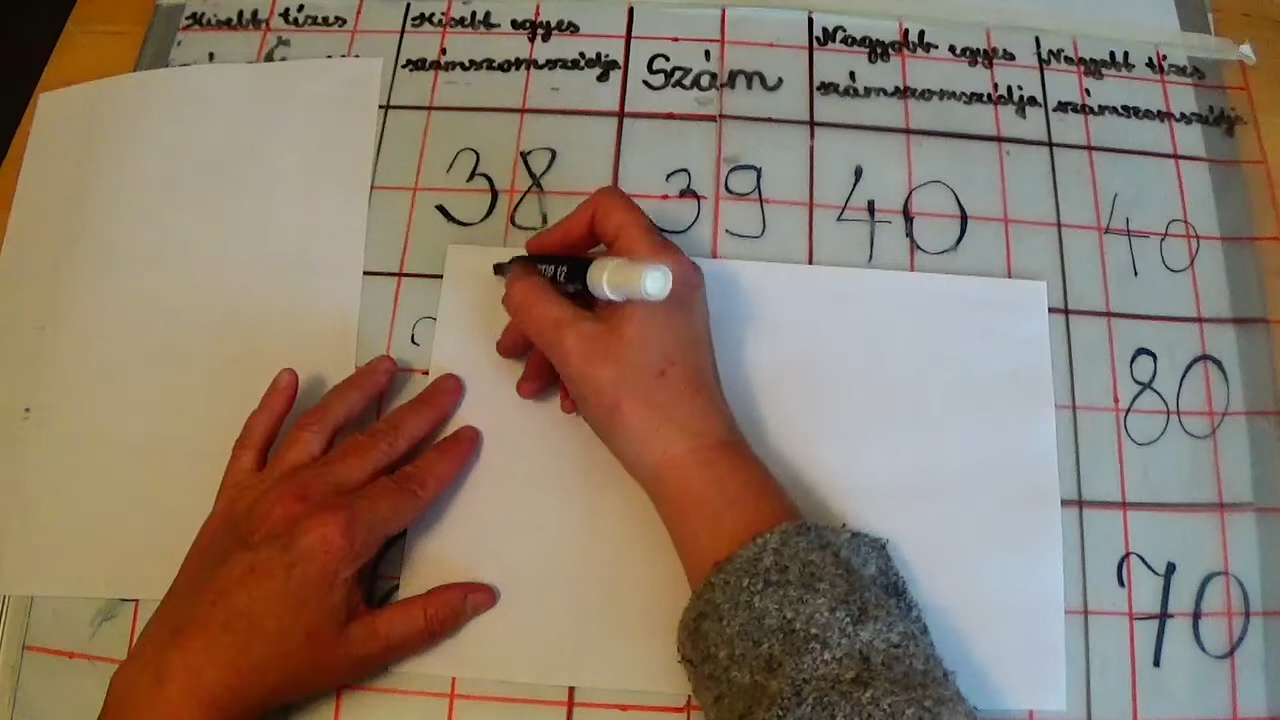 Kisebb tízes
Kisebb egyes
számszomszédja
Szám
Nagyobb egyes
számszomszédja
Nagyobb tízes
számszomszédja
38 39 40 40
80
70